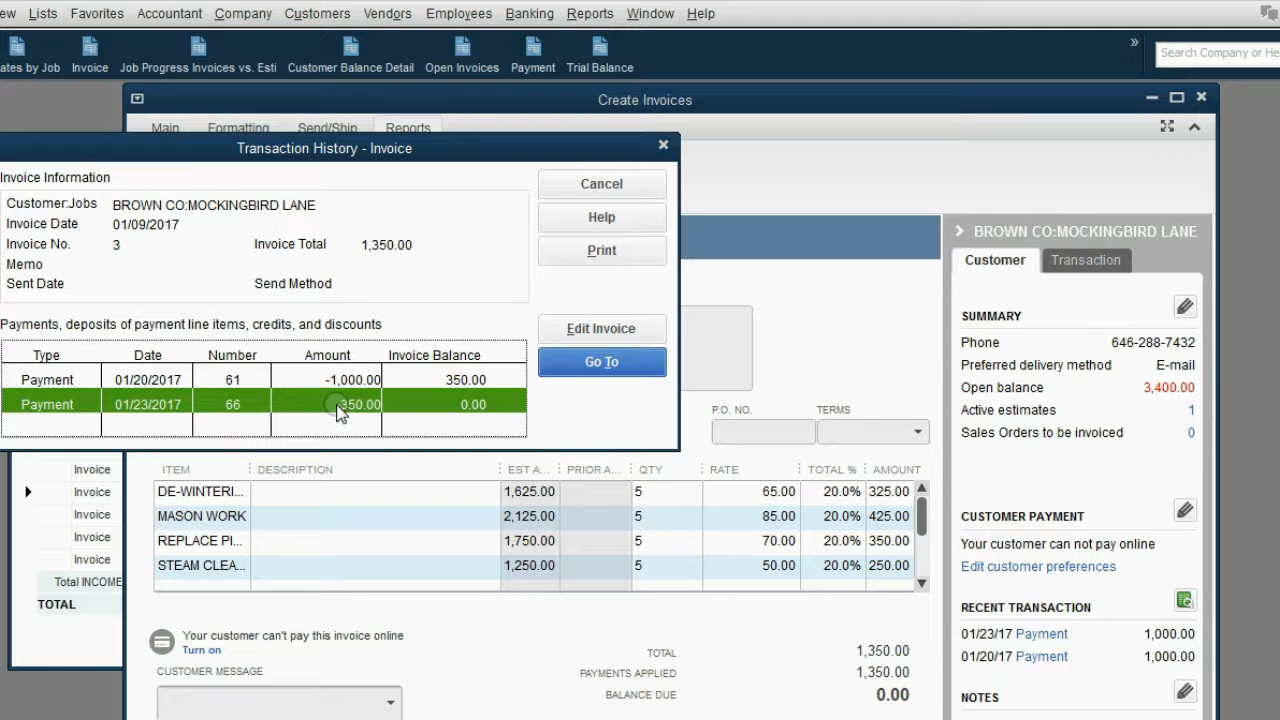 ew Lists Favorites Accountant Company Customers Vendors Employees Banking Reports Window Help
ates by Job Invoice Job Progress Invoices vs. Esti Customer Balance Detail Open Invoices Payment Trial Balance » Search Company or He
Create Invoices
Main Formatting Send/Ship Reports
Transaction History - Invoice
Invoice Information
Customer:Jobs BROWN CO:MOCKINGBIRD LANE
Invoice Date 01/09/2017
Invoice No. 3 Invoice Total 1,350.00
Memo
Sent Date Send Method
Cancel
Help
Print
Payments, deposits of payment line items, credits, and discounts
Edit Invoice
Go To
Type Date Number Amount Invoice Balance
Payment 01/20/2017 61 -1,000.00 350.00
Payment 01/23/2017 66 -350.00 0.00
P.O. NO. TERMS
Invoice
Invoice
Invoice
Invoice
Invoice
Total INCOME
TOTAL
ITEM DESCRIPTION EST A... PRIOR A... QTY RATE TOTAL % AMOUNT
DE-WINTERI... 1,625.00 5 65.00 20.0% 325.00
MASON WORK 2,125.00 5 85.00 20.0% 425.00
REPLACE PI... 1,750.00 5 70.00 20.0% 350.00
STEAM CLEA... 1,250.00 5 50.00 20.0% 250.00
Your customer can't pay this invoice online
Turn on
CUSTOMER MESSAGE
TOTAL 1,350.00
PAYMENTS APPLIED 1,350.00
BALANCE DUE 0.00
BROWN CO:MOCKINGBIRD LANE
Customer Transaction
SUMMARY
Phone 646-288-7432
Preferred delivery method E-mail
Open balance 3,400.00
Active estimates 1
Sales Orders to be invoiced 0
CUSTOMER PAYMENT
Your customer can not pay online
Edit customer preferences
RECENT TRANSACTION
01/23/17 Payment 1,000.00
01/20/17 Payment 1,000.00
NOTES